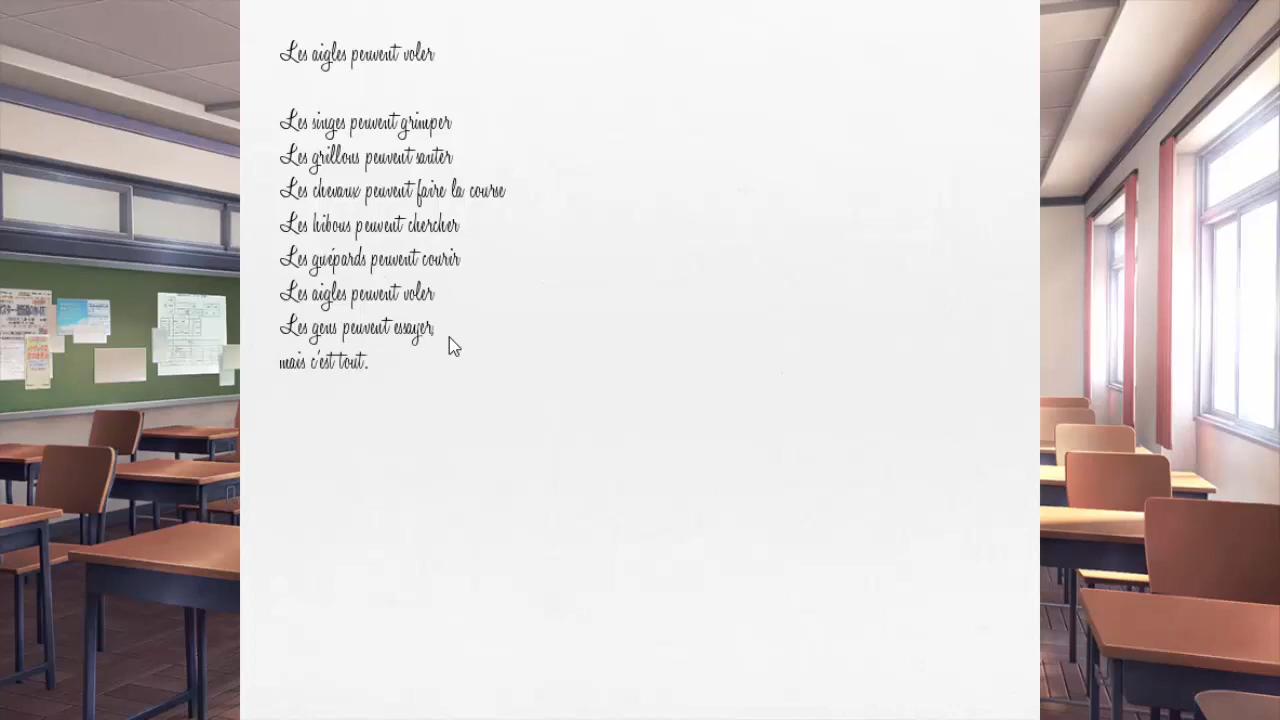 Les aigles peuvent voler
Les singes peuvent grimper
Les grillons peuvent sauter
Les chevaux peuvent faire la course
Les hibous peuvent chercher
Les guépards peuvent courir
Les aigles peuvent voler
Les gens peuvent essayer,
mais c'est tout.